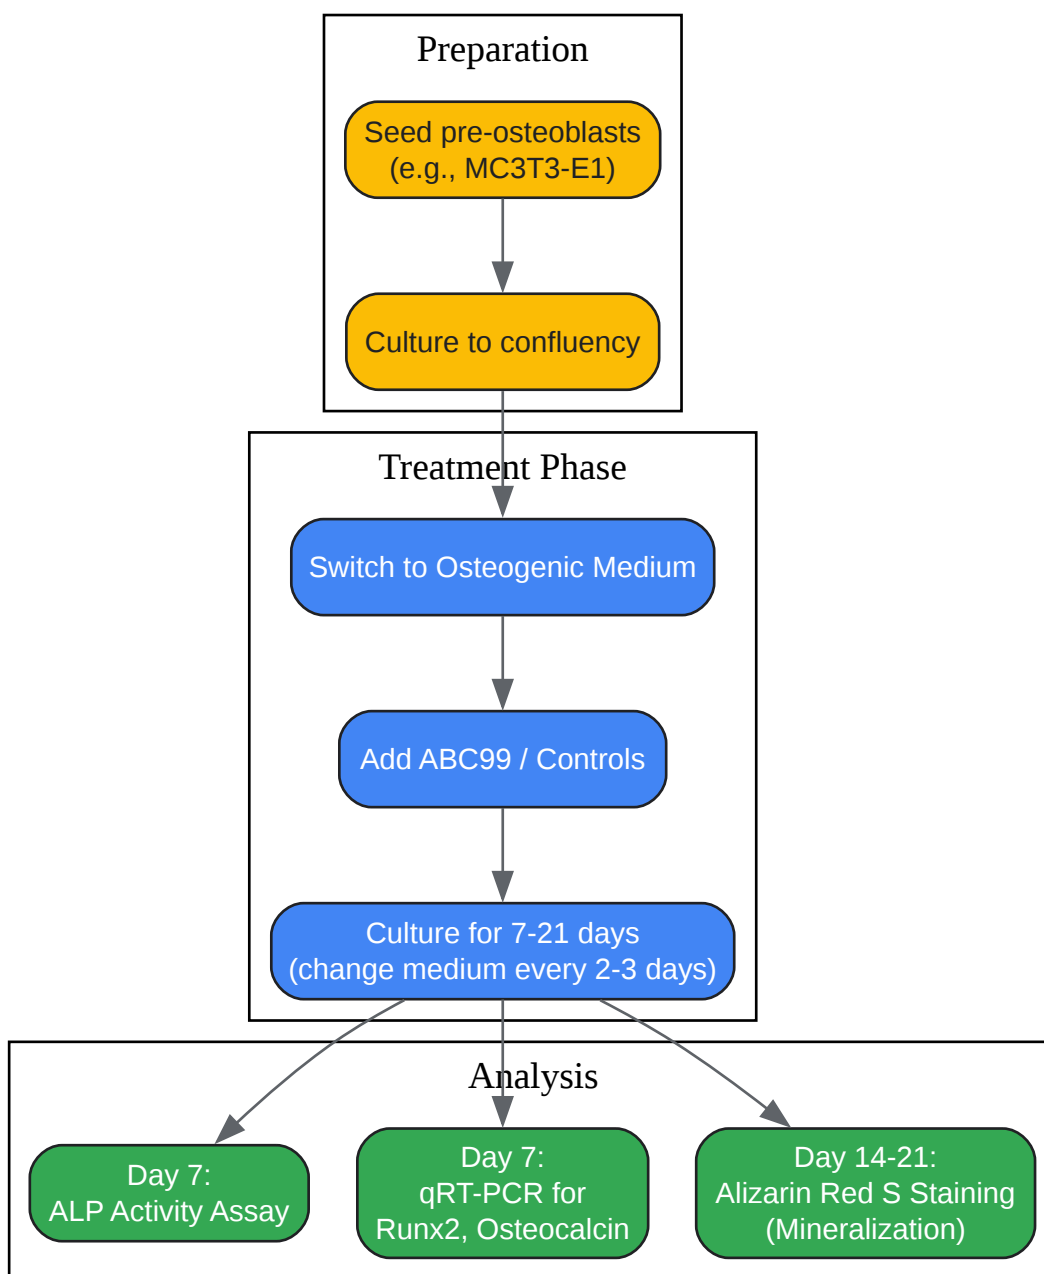 Preparation
Seed pre-osteoblasts
(e.g., MC3T3-E1)
Culture to confluency
Treatment Phase
Switch to Osteogenic Medium
Add ABC99 / Controls
Culture for 7-21 days
(change medium every 2-3 days)
Analysis
Day 7:
ALP Activity Assay
Day 7:
qRT-PCR for
Runx2, Osteocalcin
Day 14-21:
Alizarin Red S Staining
(Mineralization)